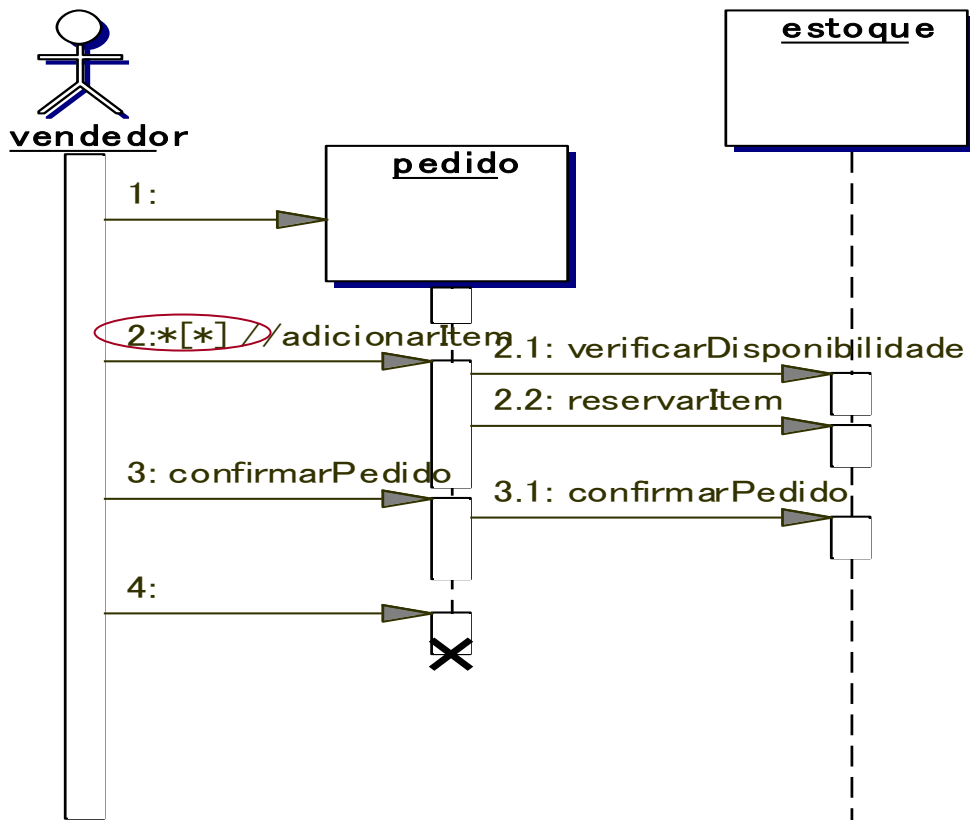 estoque
vendedor
pedido
1:
2:*[*] //adicionarItem
2.1: verificarDisponibilidade
2.2: reservarItem
3: confirmarPedido
3.1: confirmarPedido
4: